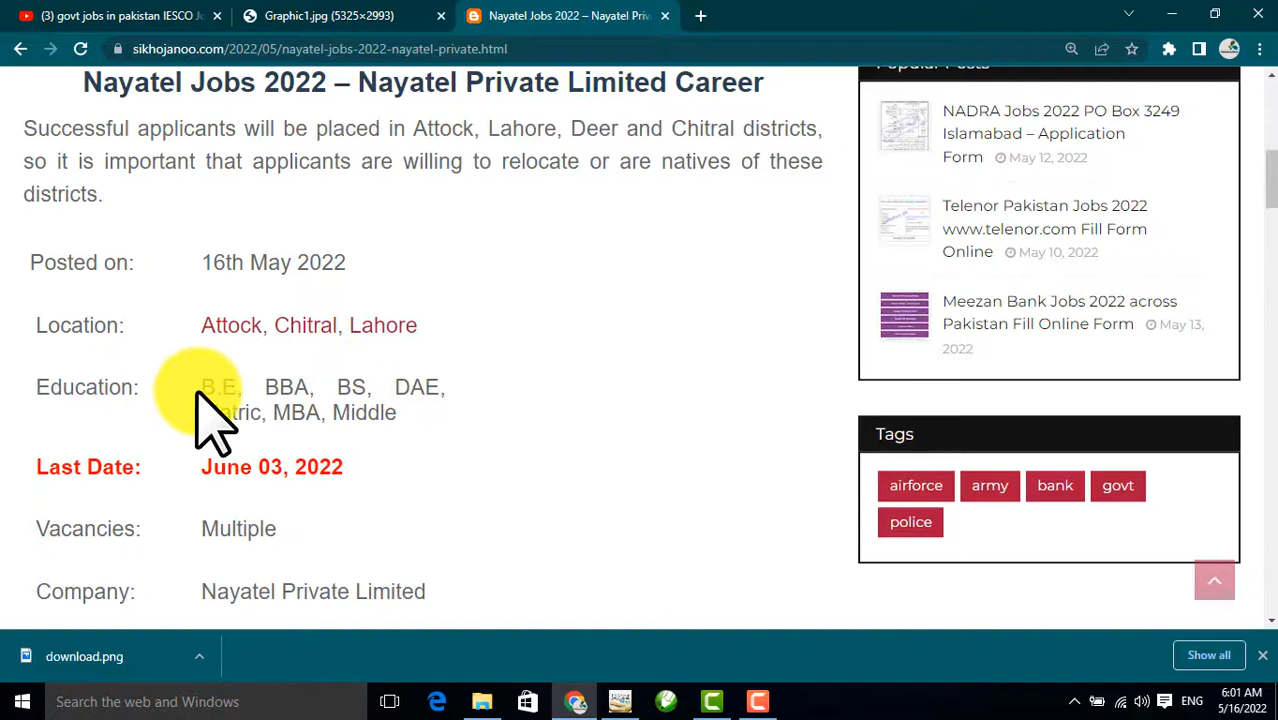 (3) govt jobs in pakistan IESCO J
Graphic1.jpg (5325×2993)
Nayatel Jobs 2022 – Nayatel Priv
sikhojanoo.com/2022/05/nayatel-jobs-2022-nayatel-private.html
Nayatel Jobs 2022 – Nayatel Private Limited Career
Successful applicants will be placed in Attock, Lahore, Deer and Chitral districts,
so it is important that applicants are willing to relocate or are natives of these
districts.
Posted on: 16th May 2022
Location: Attock, Chitral, Lahore
Education: B.E, BBA, BS, DAE,
Matric, MBA, Middle
Last Date: June 03, 2022
Vacancies: Multiple
Company: Nayatel Private Limited
Popular Posts
NADRA Jobs 2022 PO Box 3249
Islamabad – Application
Form May 12, 2022
Telenor Pakistan Jobs 2022
www.telenor.com Fill Form
Online May 10, 2022
Meezan Bank Jobs 2022 across
Pakistan Fill Online Form May 13,
2022
Tags
airforce army bank govt
police
download.png
Show all
Search the web and Windows
ENG
6:01 AM
5/16/2022